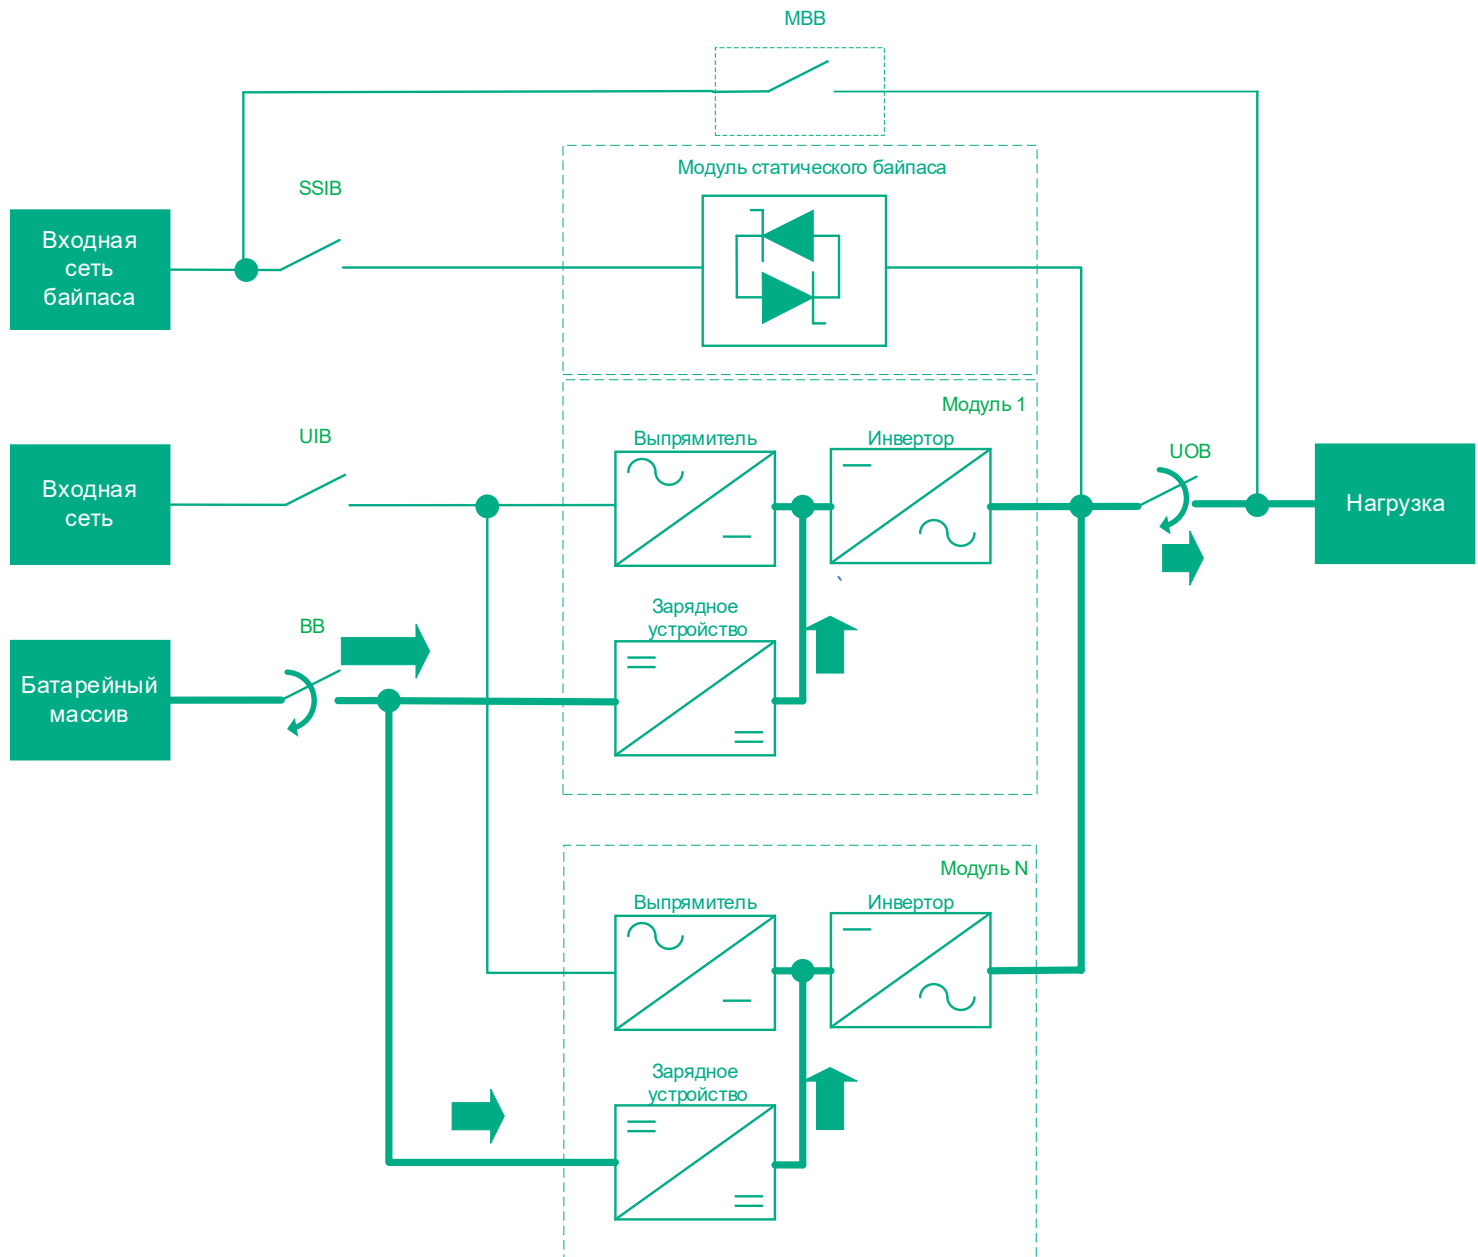 MBB
Модуль статического байпаса
SSIB
Входная
сеть
байпаса
Модуль 1
UIB
Выпрямитель
Инвертор
UOB
Входная
сеть
Нагрузка
`
Зарядное
устройство
BB
Батарейный
массив
Модуль N
Выпрямитель
Инвертор
Зарядное
устройство